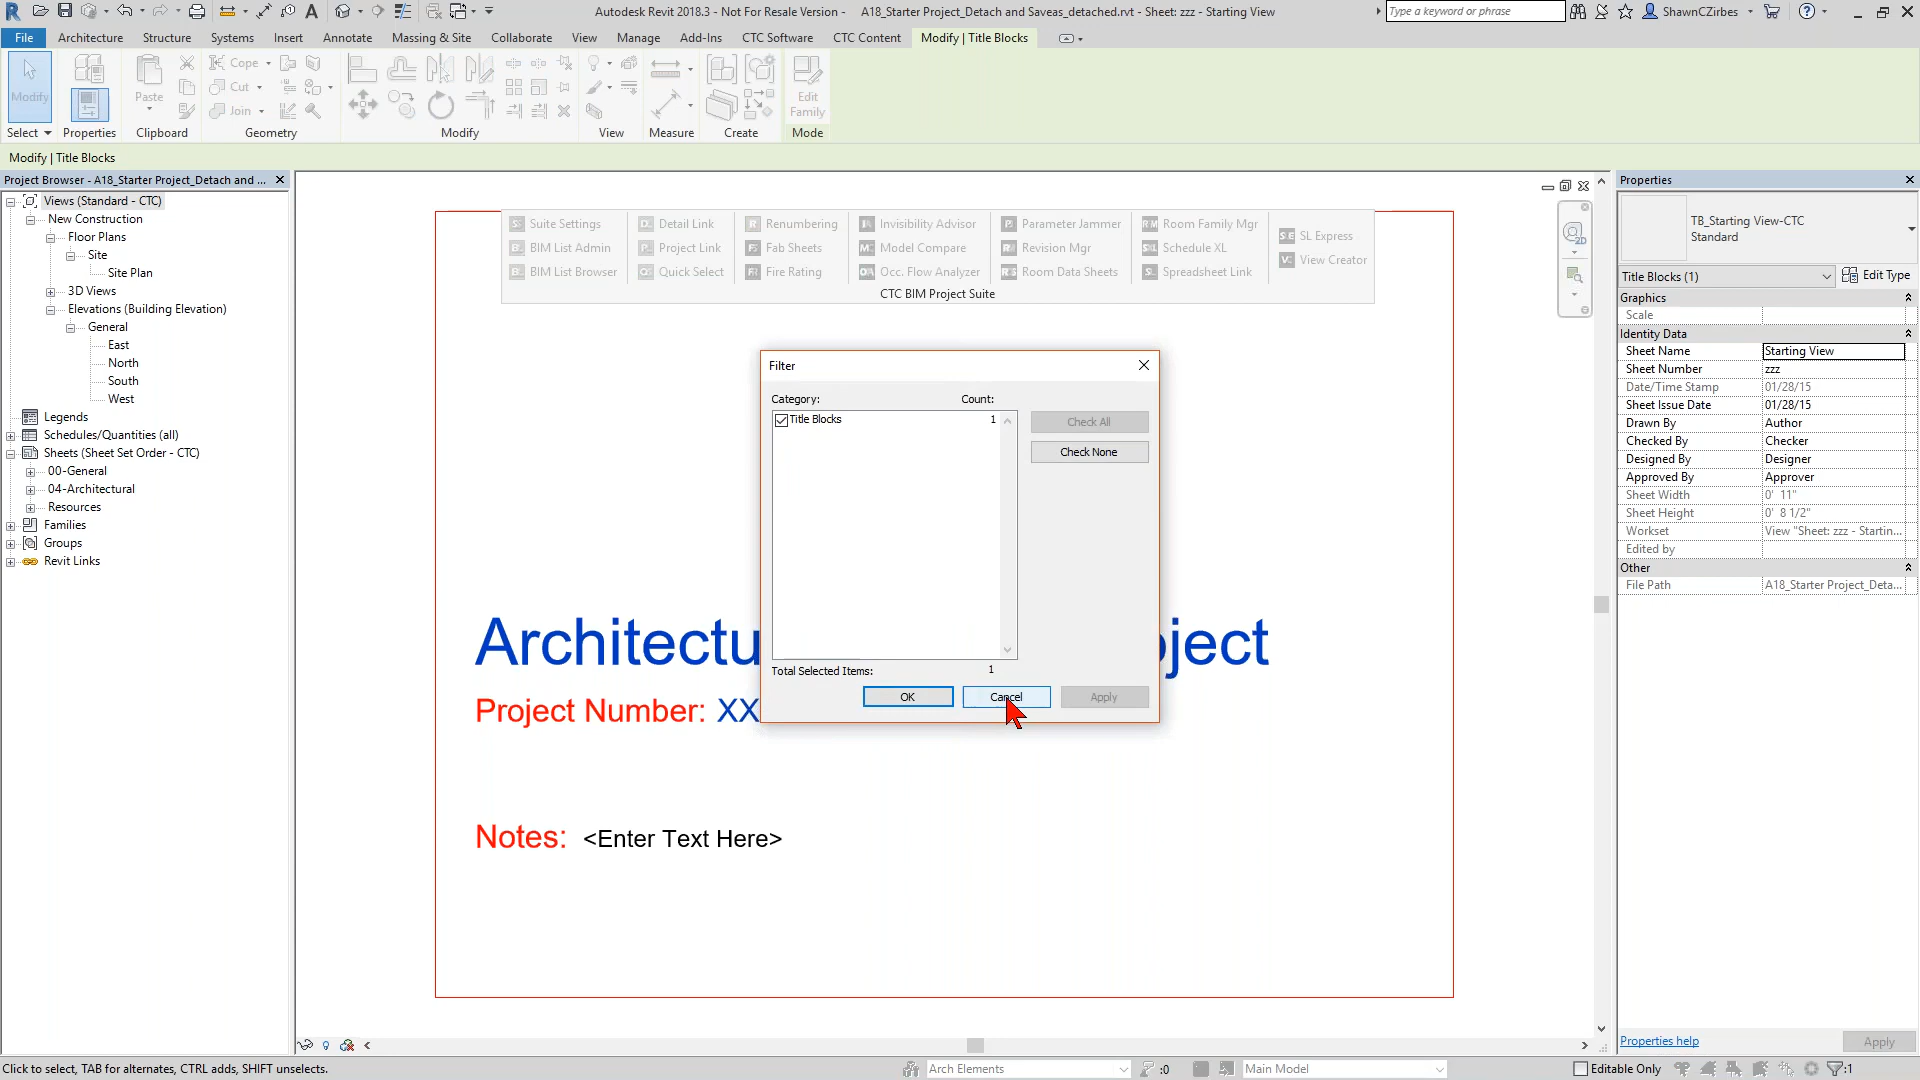 Autodesk Revit 2018.3 - Not For Resale Version - A18_Starter Project_Detach and Saveas_detached.rvt - Sheet: zzz - Starting View
Type a keyword or phrase
ShawnCZirbes
File Architecture Structure Systems Insert Annotate Massing & Site Collaborate View Manage Add-Ins CTC Software CTC Content Modify | Title Blocks
Modify
Paste
Cope
Cut
Join
Edit
Family
Select Properties Clipboard Geometry Modify View Measure Create Mode
Modify | Title Blocks
Project Browser - A18_Starter Project_Detach and ...
Views (Standard - CTC)
New Construction
Floor Plans
Site
Site Plan
3D Views
Elevations (Building Elevation)
General
East
North
South
West
Legends
Schedules/Quantities (all)
Sheets (Sheet Set Order - CTC)
00-General
04-Architectural
Resources
Families
Groups
Revit Links
Suite Settings Detail Link Renumbering Invisibility Advisor Parameter Jammer Room Family Mgr
BIM List Admin Project Link Fab Sheets Model Compare Revision Mgr Schedule XL SL Express
BIM List Browser Quick Select Fire Rating Occ. Flow Analyzer Room Data Sheets Spreadsheet Link View Creator
CTC BIM Project Suite
2D
Filter
Category: Count:
Title Blocks 1
Check All
Check None
Total Selected Items: 1
OK Cancel Apply
Architectu
oject
Project Number: XX
Notes: <Enter Text Here>
Properties
TB_Starting View-CTC
Standard
Title Blocks (1) Edit Type
Graphics
Scale
Identity Data
Sheet Name Starting View
Sheet Number zzz
Date/Time Stamp 01/28/15
Sheet Issue Date 01/28/15
Drawn By Author
Checked By Checker
Designed By Designer
Approved By Approver
Sheet Width 0' 11"
Sheet Height 0' 8 1/2"
Workset View "Sheet: zzz - Startin...
Edited by
Other
File Path A18_Starter Project_Deta...
Properties help Apply
Click to select, TAB for alternates, CTRL adds, SHIFT unselects.
Arch Elements :0 Main Model Editable Only :1